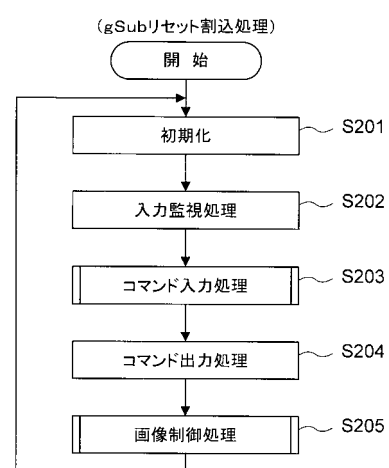 (gSubリセット割込処理)
開 始
初期化 S201
入力監視処理 S202
コマンド入力処理 S203
コマンド出力処理 S204
画像制御処理 S205